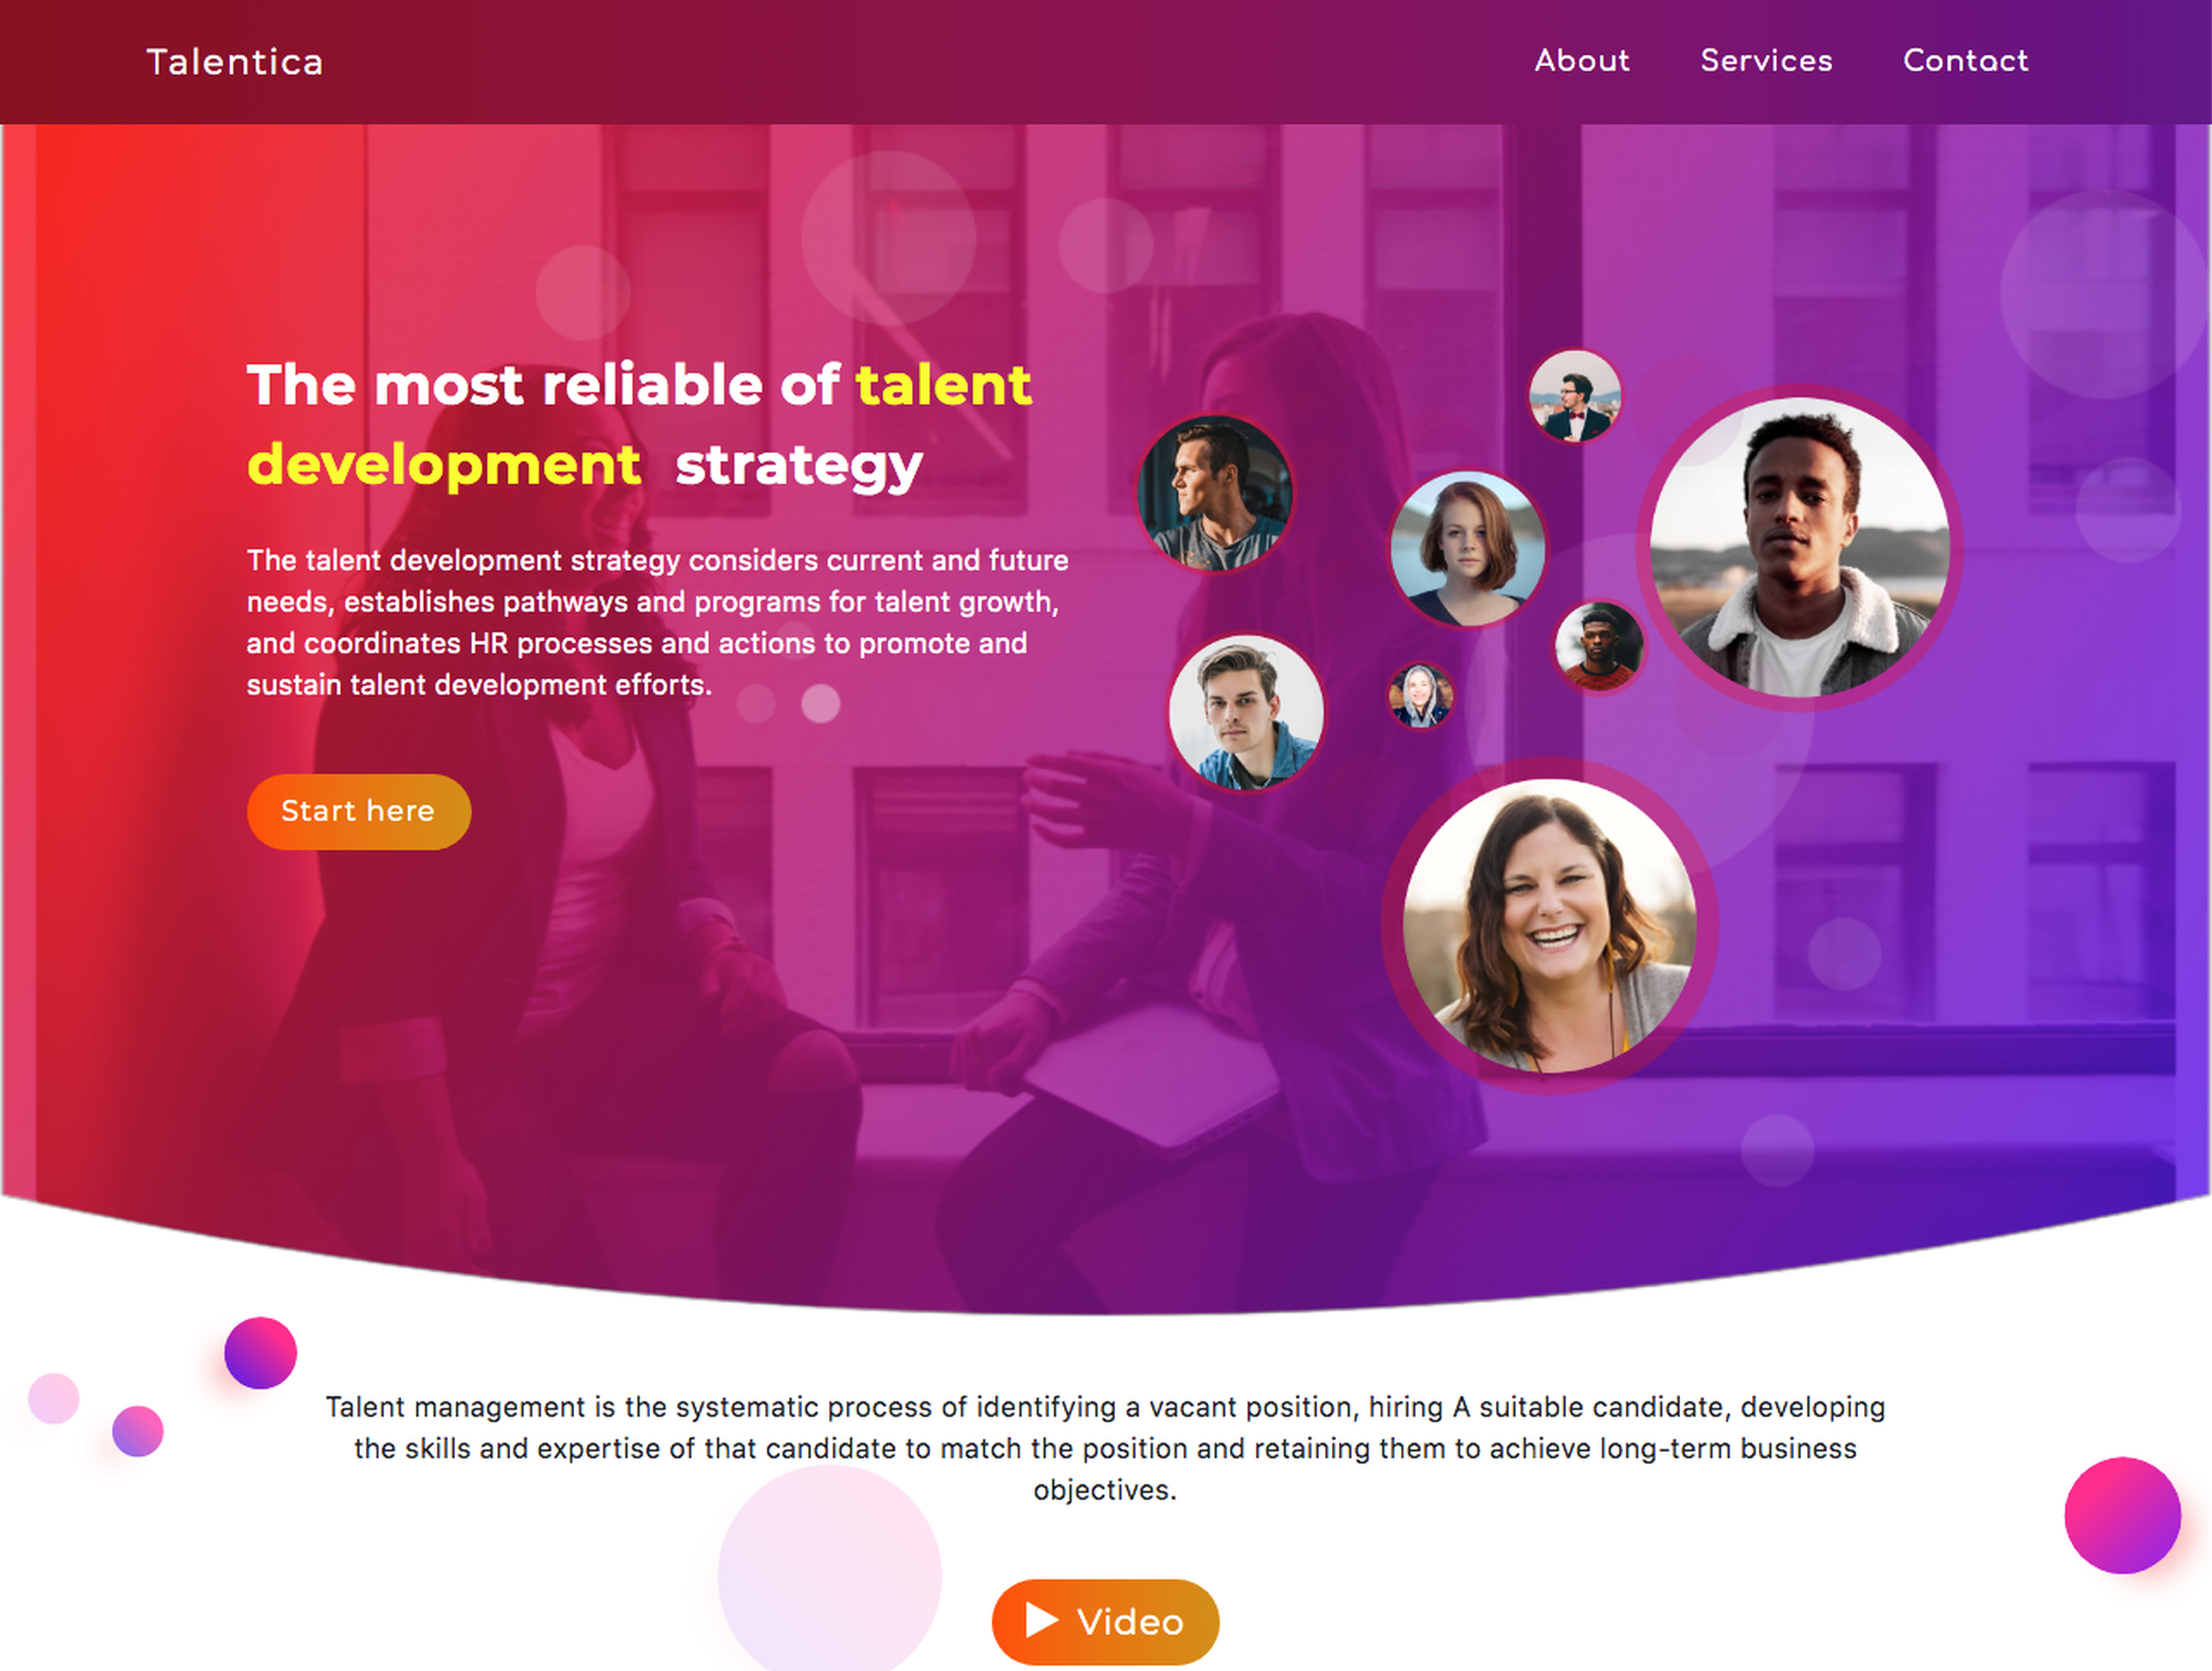 Talentica
About Services Contact
The most reliable of talent
development strategy
The talent development strategy considers current and future
needs, establishes pathways and programs for talent growth,
and coordinates HR processes and actions to promote and
sustain talent development efforts.
Start here
Talent management is the systematic process of identifying a vacant position, hiring A suitable candidate, developing
the skills and expertise of that candidate to match the position and retaining them to achieve long-term business
objectives.
Video